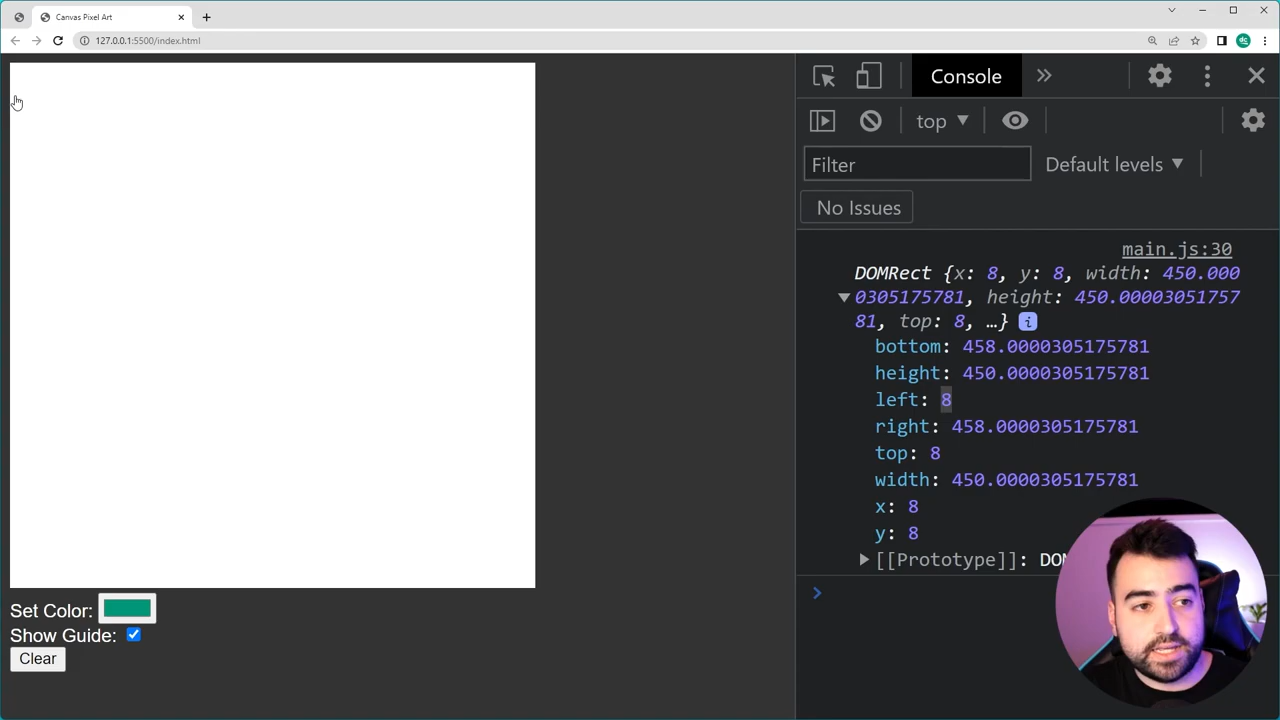 Canvas Pixel Art
127.0.0.1:5500/index.html
dc
Console
top
Filter
Default levels
No Issues
main.js:30
DOMRect {x: 8, y: 8, width: 450.000
0305175781, height: 450.00003051757
81, top: 8, …} i
bottom: 458.0000305175781
height: 450.0000305175781
left: 8
right: 458.0000305175781
top: 8
width: 450.0000305175781
x: 8
y: 8
[[Prototype]]: DOM
Set Color:
Show Guide:
Clear